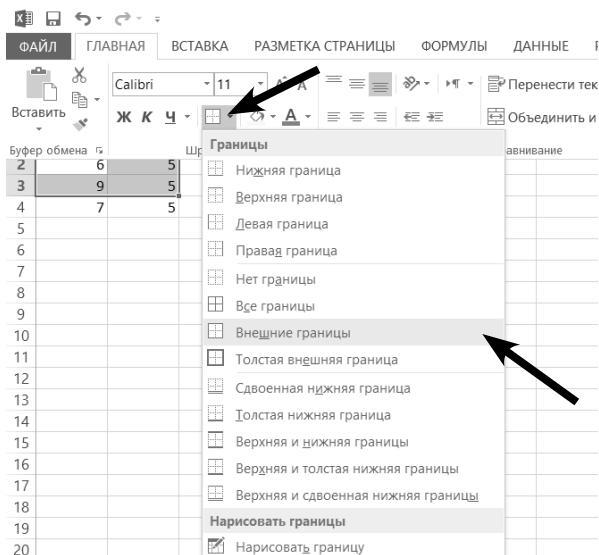 ФАЙЛ ГЛАВНАЯ ВСТАВКА РАЗМЕТКА СТРАНИЦЫ ФОРМУЛЫ ДАННЫЕ
Calibri 11 Перенести тек
Вставить Ж К Ч А Объединить и
Буфер обмена Шр авнивание
Границы
2 6 5
Нижняя граница
3 9 5
Верхняя граница
4 7 5
Левая граница
5
6 Правая граница
7 Нет границы
8 Все границы
9
10 Внешние границы
11 Толстая внешняя граница
12 Сдвоенная нижняя граница
13
14 Толстая нижняя граница
15 Верхняя и нижняя границы
16 Верхняя и толстая нижняя границы
17 Верхняя и сдвоенная нижняя границы
18
Нарисовать границы
19
20 Нарисовать границу